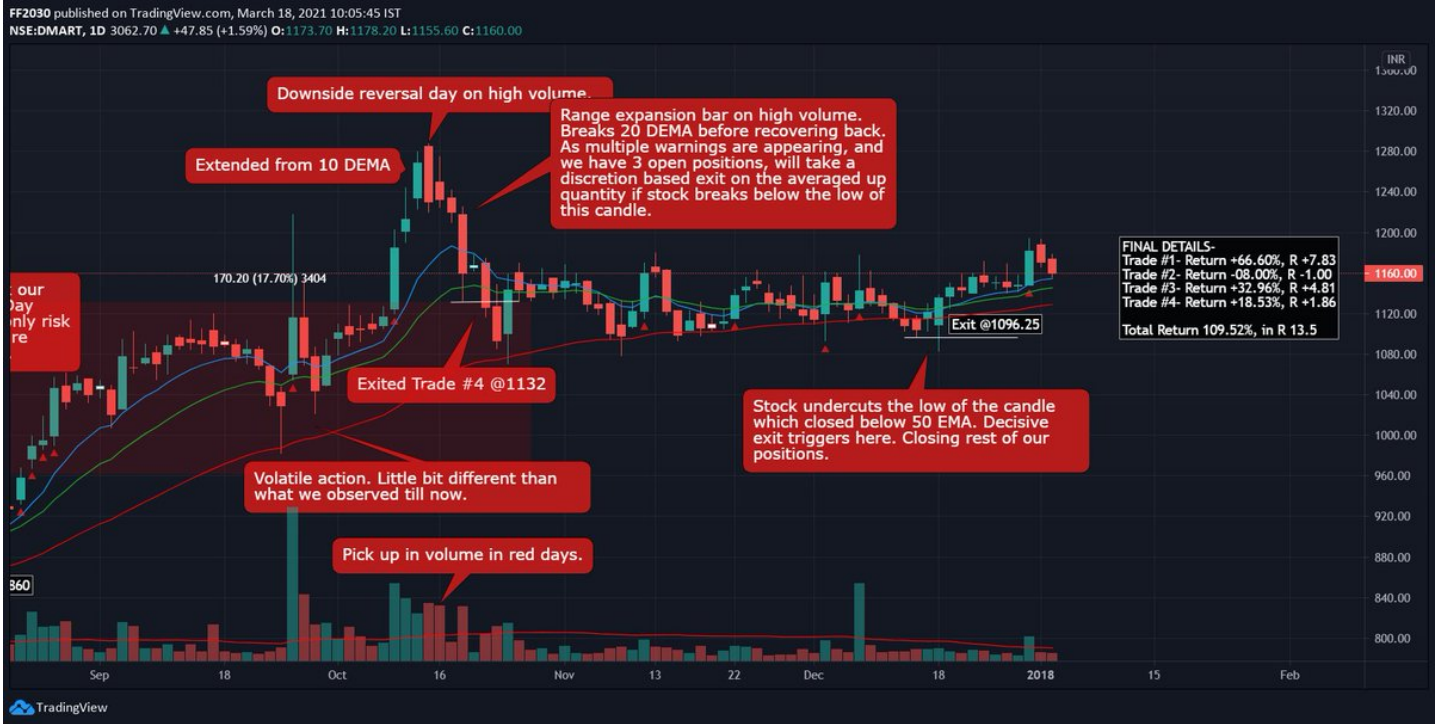 FF2030 published on TradingView.com, March 18, 2021 10:05:45 IST
NSE:DMART, 1D 3062.70 ▲ +47.85 (+1.59%) O:1173.70 H:1178.20 L:1155.60 C:1160.00
INR
1320.00
1280.00
1240.00
1200.00
1160.00
1120.00
1080.00
1040.00
1000.00
960.00
920.00
880.00
840.00
800.00
Downside reversal day on high volume.
Extended from 10 DEMA
Range expansion bar on high volume.
Breaks 20 DEMA before recovering back.
As multiple warnings are appearing, and
we have 3 open positions, will take a
discretion based exit on the averaged up
quantity if stock breaks below the low of
this candle.
170.20 (17.70%) 3404
our
Day
only risk
re
FINAL DETAILS-
Trade #1- Return +66.60%, R +7.83
Trade #2- Return -08.00%, R -1.00
Trade #3- Return +32.96%, R +4.81
Trade #4- Return +18.53%, R +1.86
Total Return 109.52%, in R 13.5
Exit @1096.25
Exited Trade #4 @1132
Stock undercuts the low of the candle
which closed below 50 EMA. Decisive
exit triggers here. Closing rest of our
positions.
Volatile action. Little bit different than
what we observed till now.
Pick up in volume in red days.
860
Sep 18 Oct 16 Nov 13 22 Dec 18 2018 15 Feb
TradingView